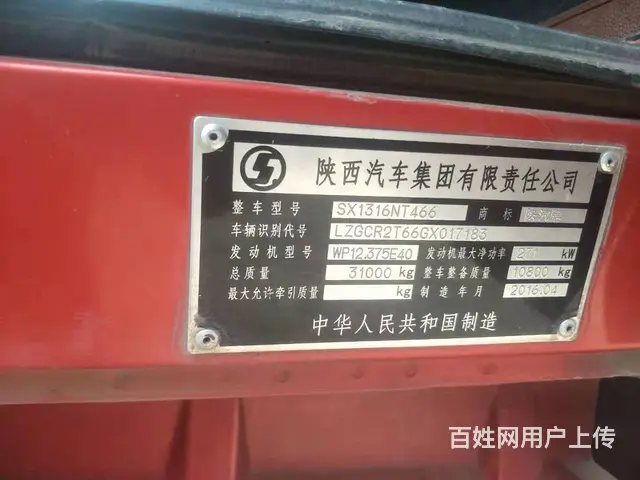 陕西汽车集团有限责任公司
整车型号 SX1316NT466 商标 陕汽牌
车辆识别代号 LZGCR2T66GX017183
发动机型号 WP12.375E40 发动机最大净功率 271 kW
总质量 31000 kg 整车整备质量 10800 kg
最大允许牵引质量 kg 制造年月 2016.04
中华人民共和国制造
百姓网用户上传